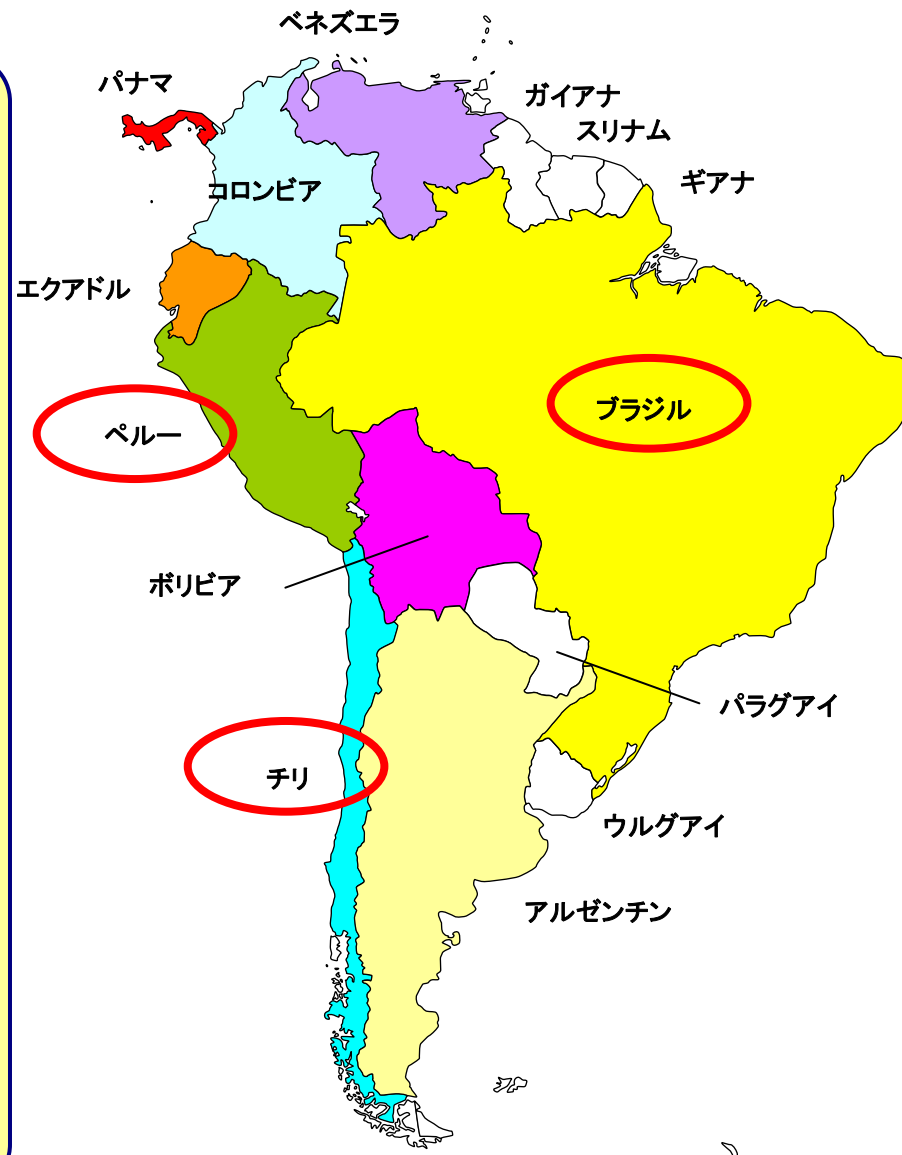 ベネズエラ
パナマ
ガイアナ
スリナム
ギアナ
コロンビア
エクアドル
ブラジル
ペルー
ボリビア
パラグアイ
チリ
ウルグアイ
アルゼンチン